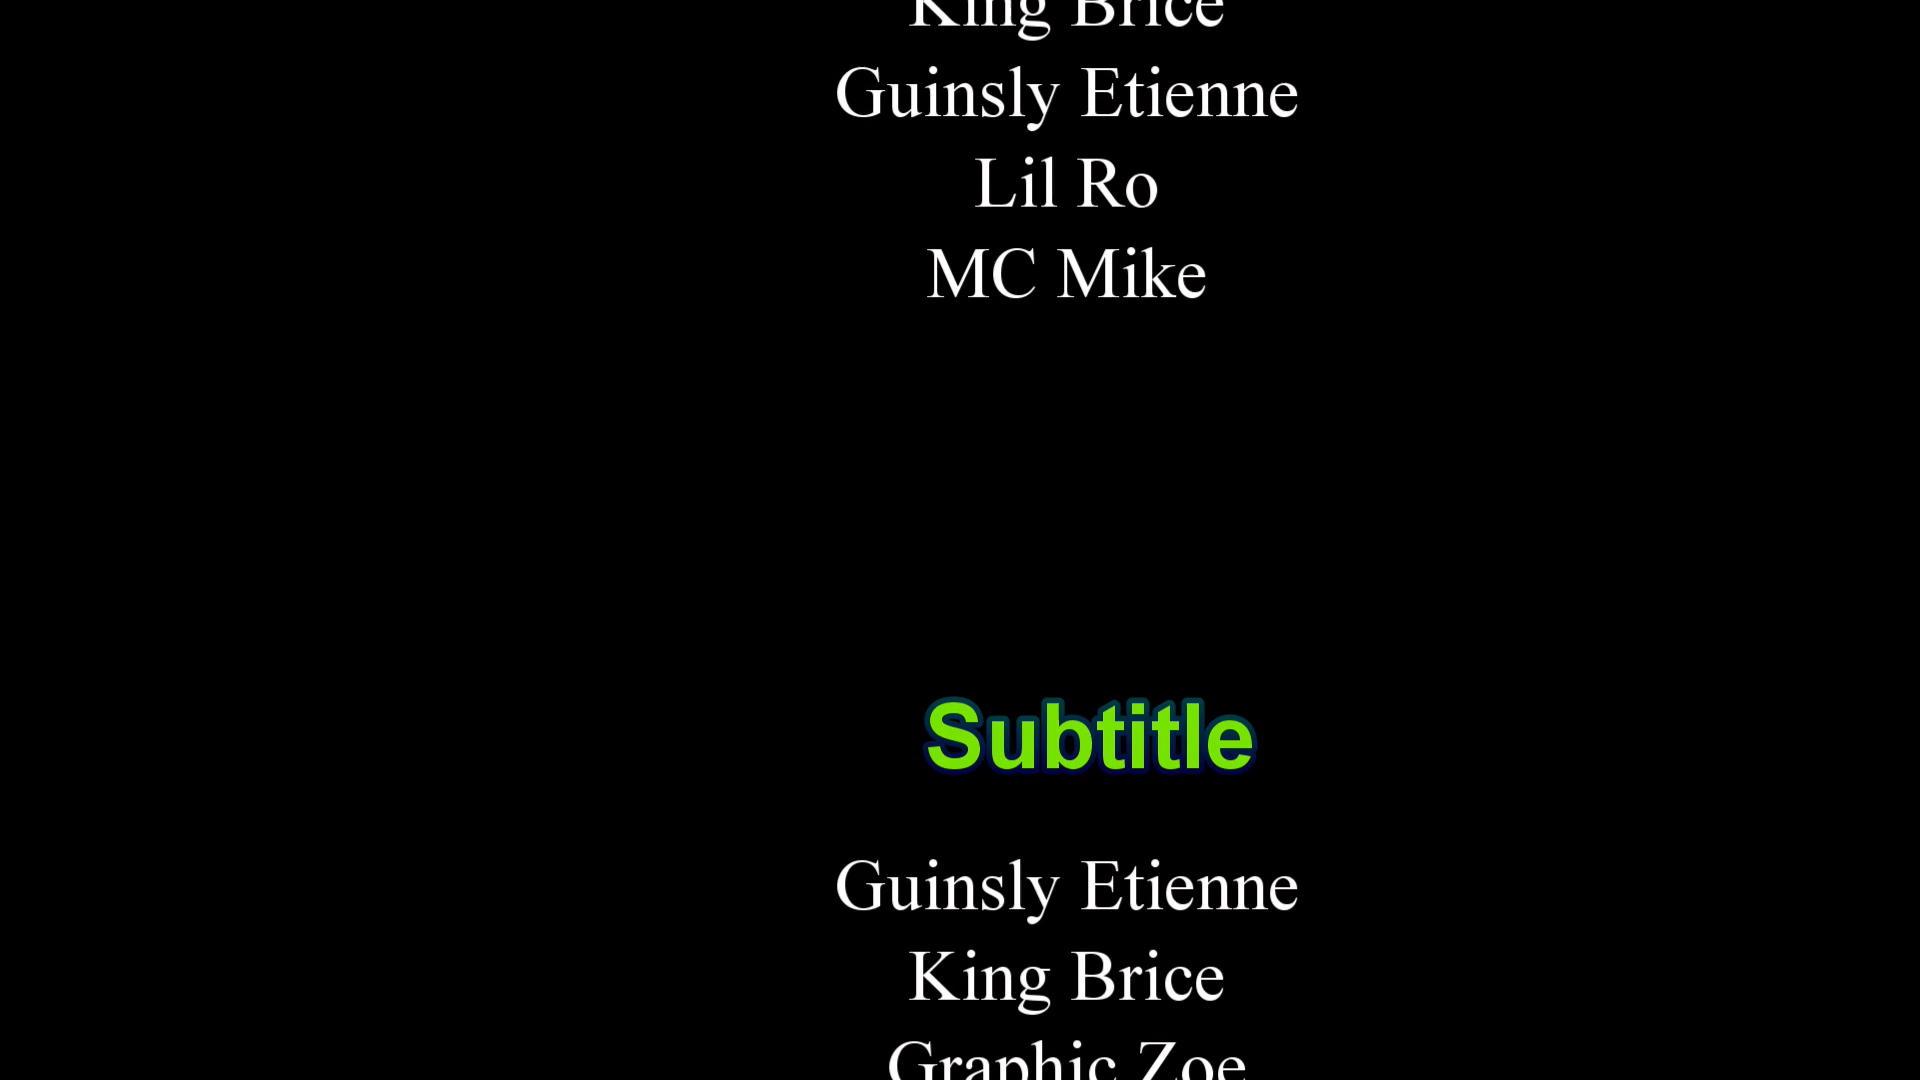 King Brice
Guinsly Etienne
Lil Ro
MC Mike
Subtitle
Guinsly Etienne
King Brice
Graphic Zoe